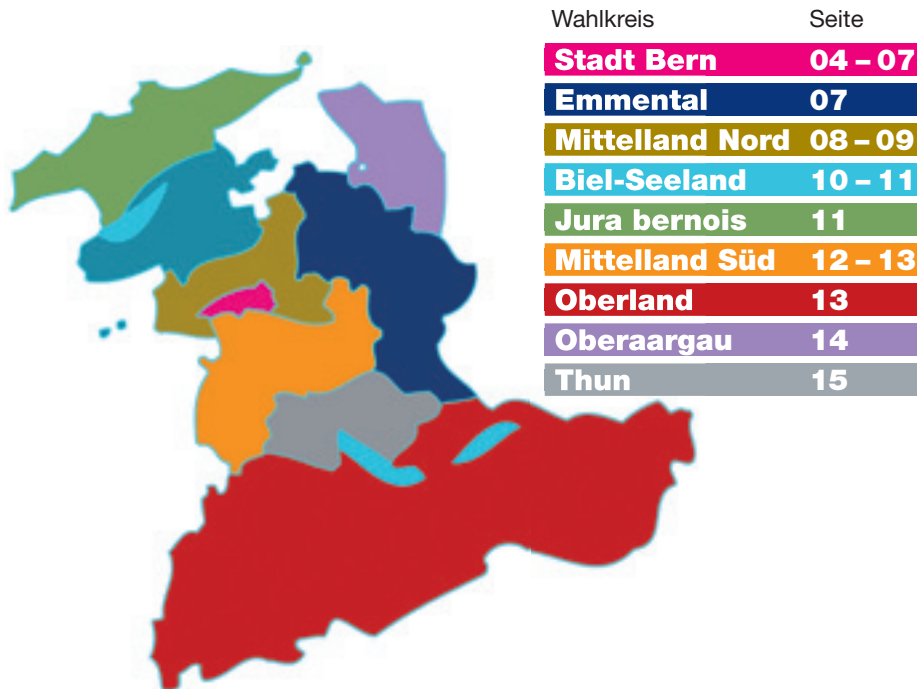 Wahlkreis Seite
Stadt Bern 04 – 07
Emmental 07
Mittelland Nord 08 – 09
Biel-Seeland 10 – 11
Jura bernois 11
Mittelland Süd 12 – 13
Oberland 13
Oberaargau 14
Thun 15